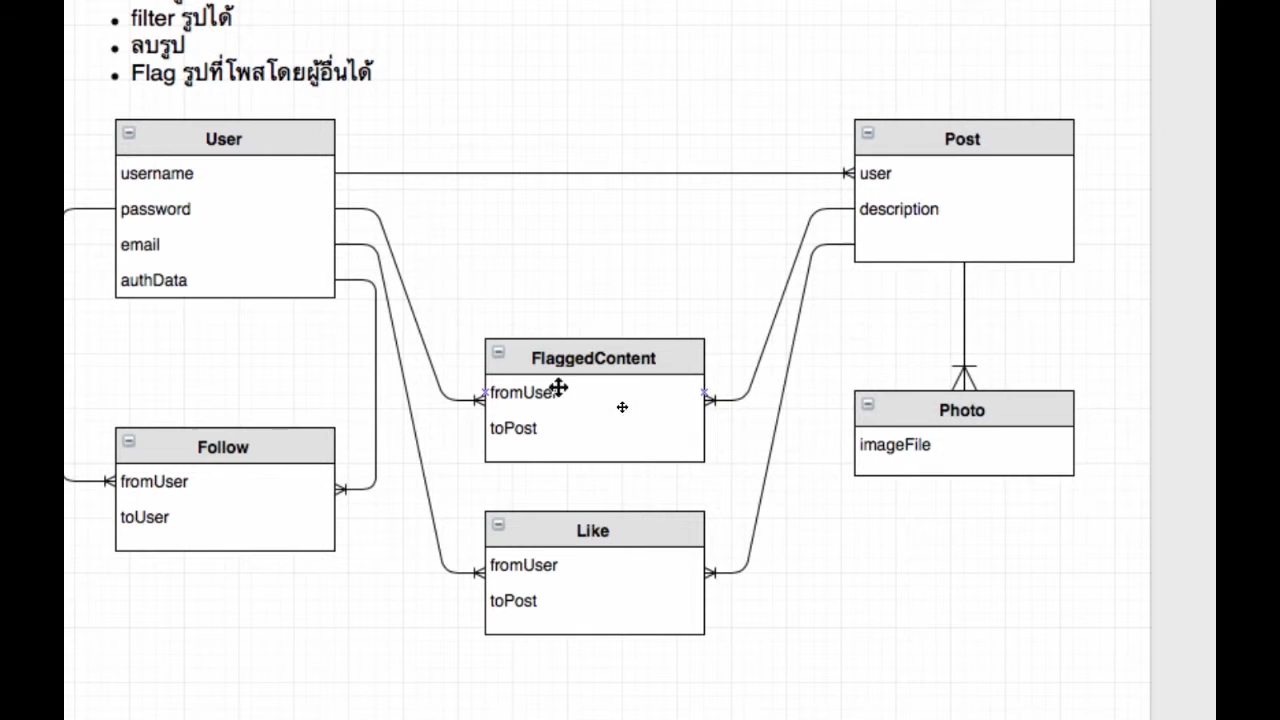 filter รูปได้
ลบรูป
Flag รูปที่โพสโดยผู้อื่นได้
User
username
password
email
authData
Post
user
description
FlaggedContent
fromUser
toPost
Photo
imageFile
Follow
fromUser
toUser
Like
fromUser
toPost